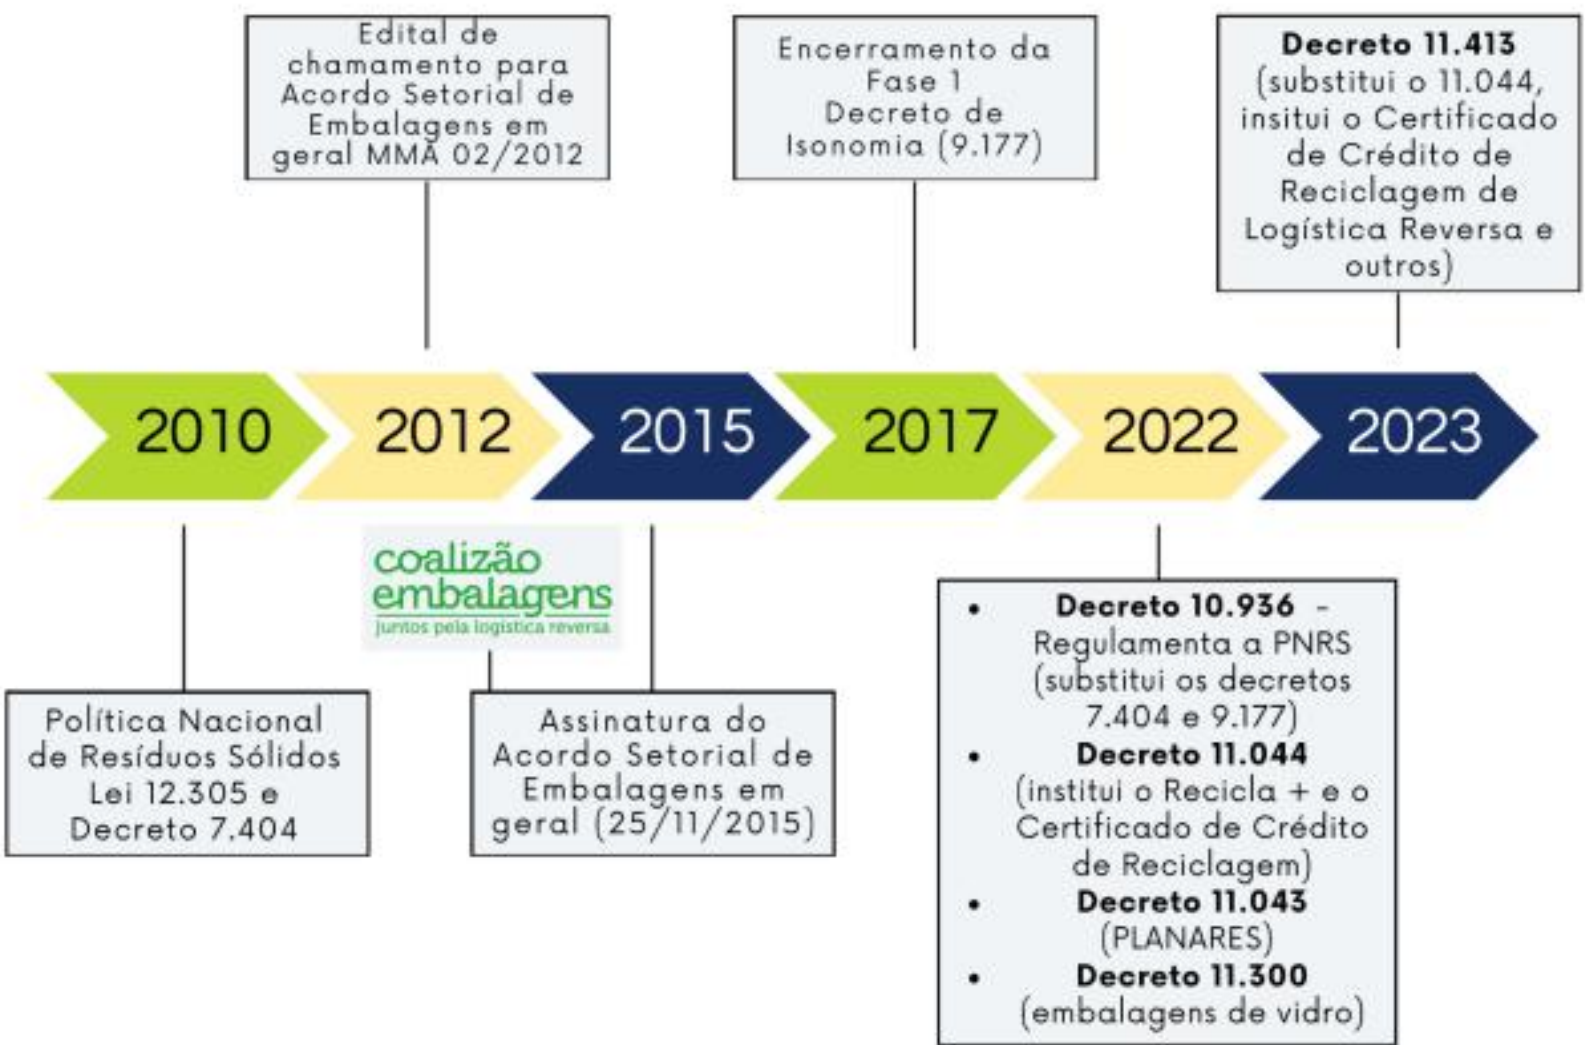 Edital de
chamamento para
Acordo Setorial de
Embalagens em
geral MMA 02/2012
Encerramento da
Fase 1
Decreto de
Isonomia (9.177)
Decreto 11.413
(substitui o 11.044,
insitui o Certificado
de Crédito de
Reciclagem de
Logística Reversa e
outros)
2010
2012
2015
2017
2022
2023
coalizão
embalagens
juntos pela logística reversa
Política Nacional
de Resíduos Sólidos
Lei 12.305 e
Decreto 7.404
Assinatura do
Acordo Setorial de
Embalagens em
geral (25/11/2015)
• Decreto 10.936 -
Regulamenta a PNRS
(substitui os decretos
7.404 e 9.177)
• Decreto 11.044
(institui o Recicla + e o
Certificado de Crédito
de Reciclagem)
• Decreto 11.043
(PLANARES)
• Decreto 11.300
(embalagens de vidro)